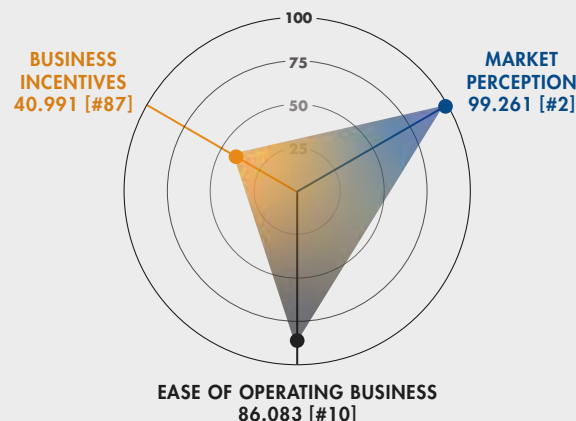 100
75
50
25
BUSINESS
INCENTIVES
40.991 [#87]
MARKET
PERCEPTION
99.261 [#2]
EASE OF OPERATING BUSINESS
86.083 [#10]